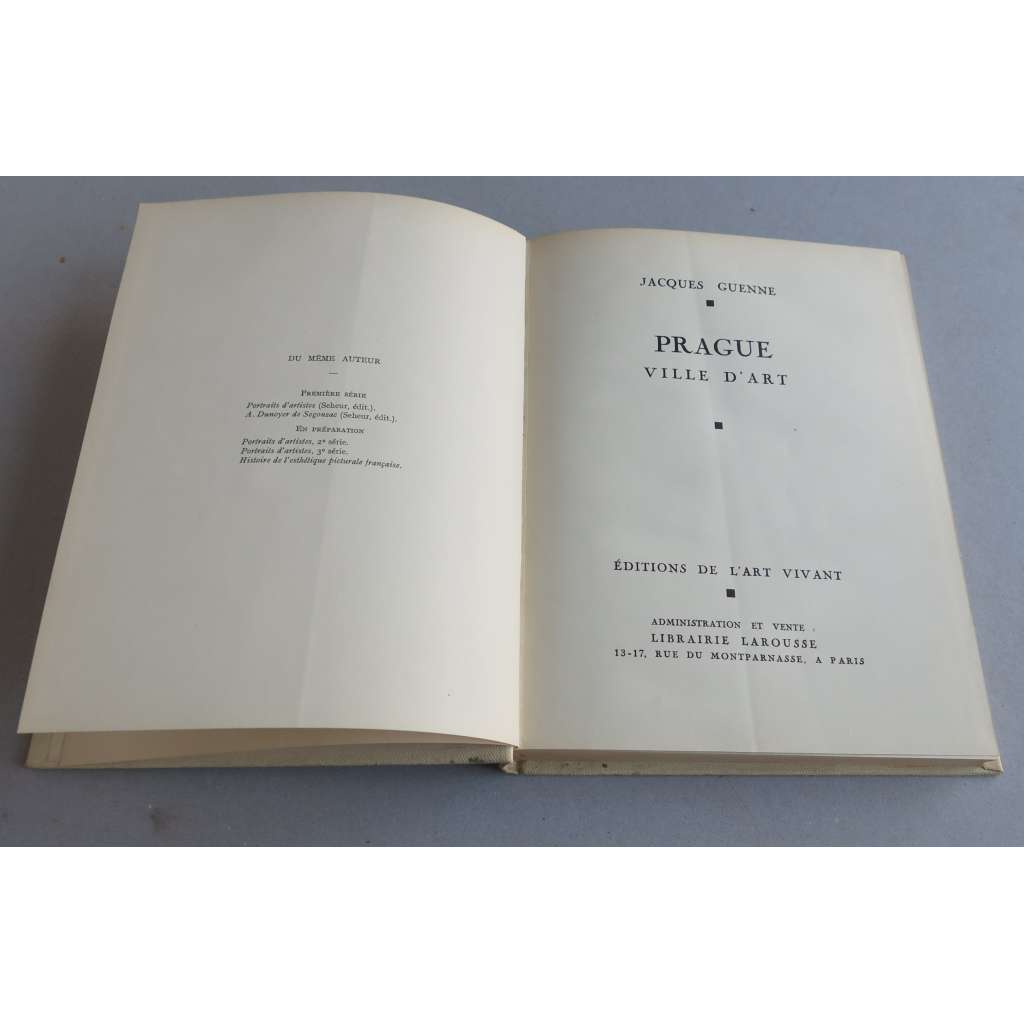 DU MÊME AUTEUR
—
PREMIÈRE SÉRIE
Portraits d'artistes (Seheur, édit.).
A. Dunoyer de Segonzac (Seheur, édit.).
EN PRÉPARATION
Portraits d'artistes, 2e série.
Portraits d'artistes, 3e série.
Histoire de l'esthétique picturale française.
JACQUES GUENNE
PRAGUE
VILLE D'ART
ÉDITIONS DE L'ART VIVANT
ADMINISTRATION ET VENTE :
LIBRAIRIE LAROUSSE
13-17, RUE DU MONTPARNASSE, A PARIS